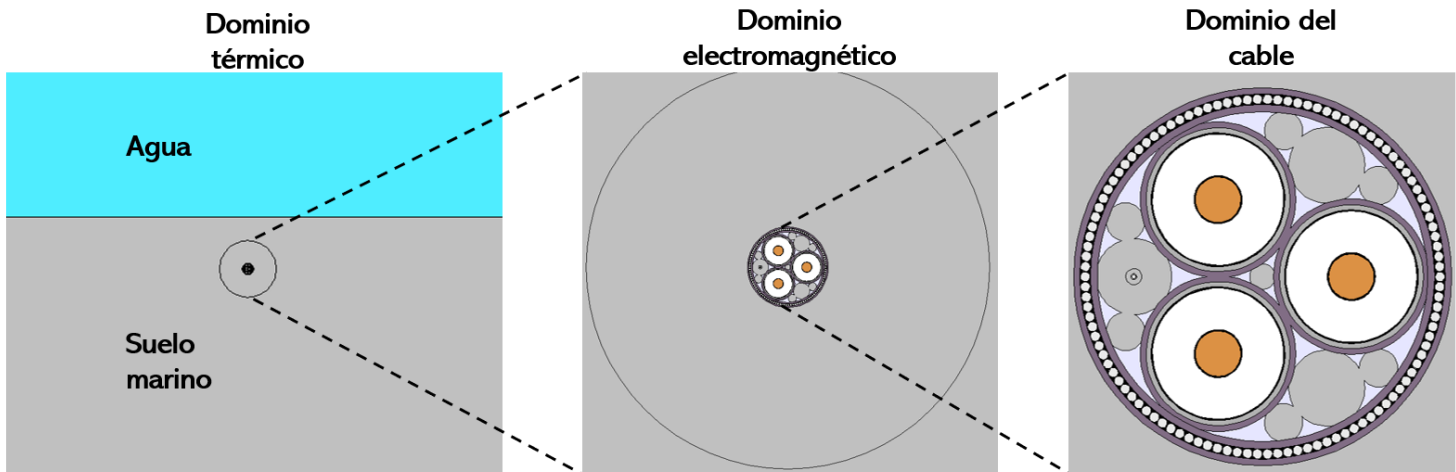 Dominio
térmico
Dominio
electromagnético
Dominio del
cable
Agua
Suelo
marino